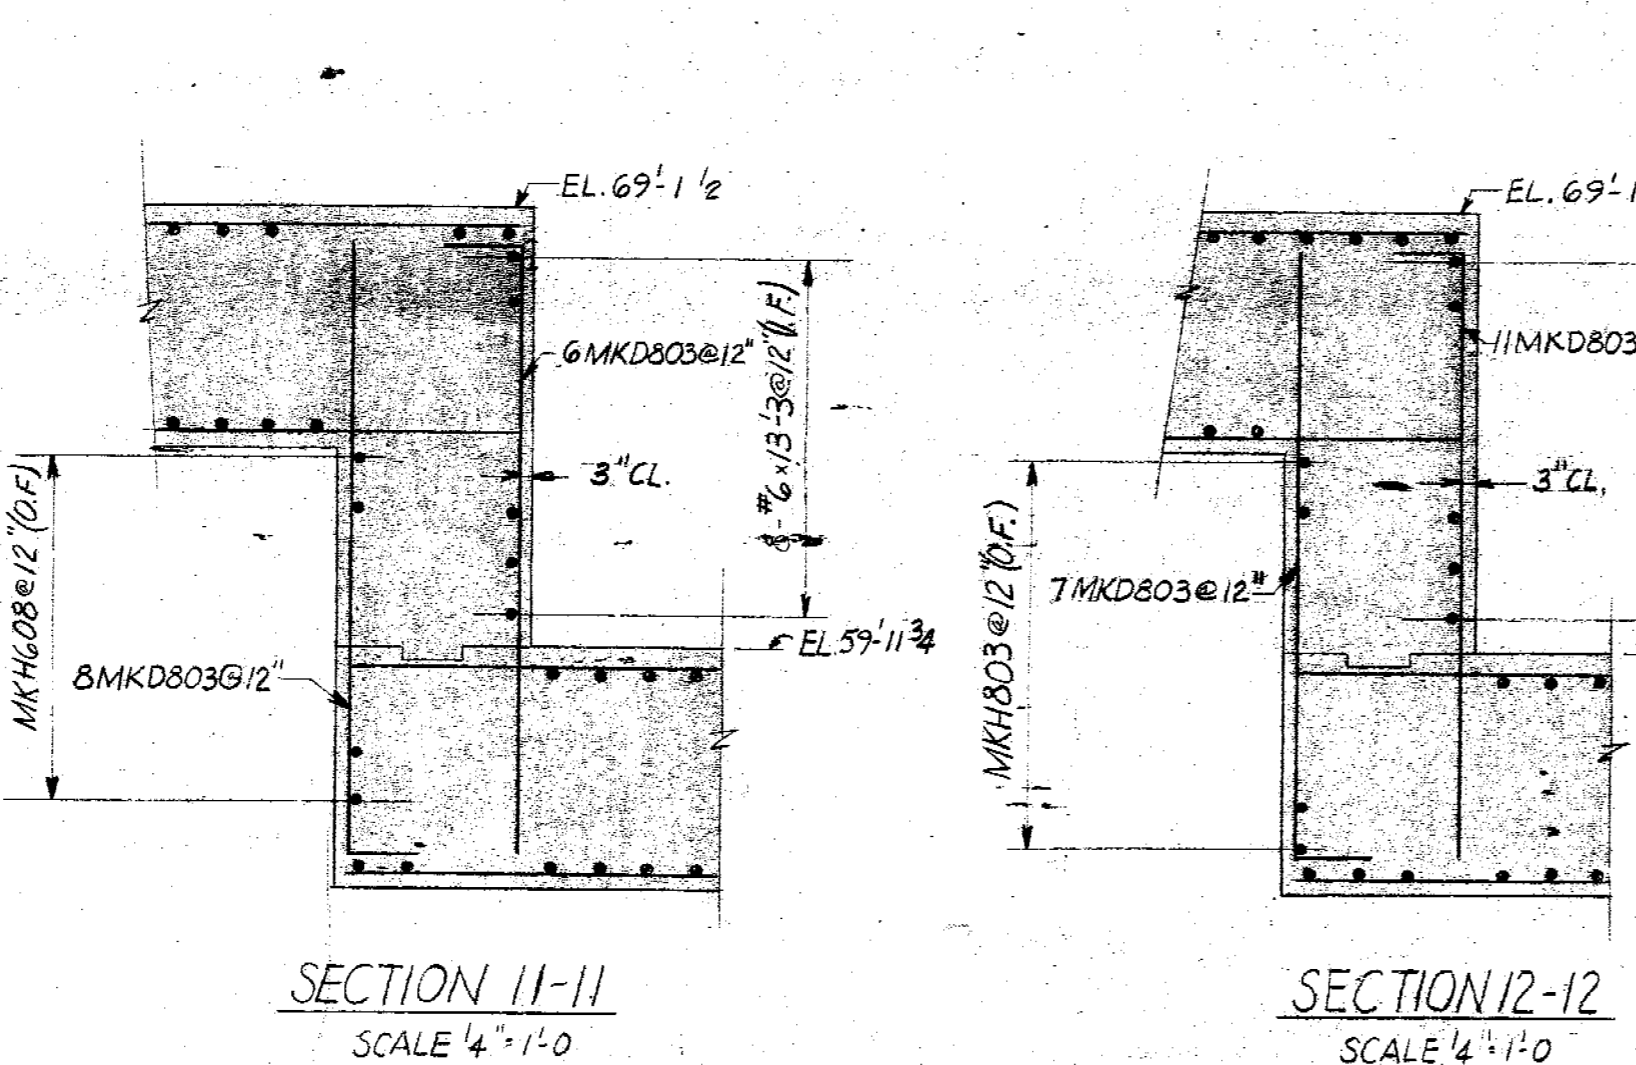 EL. 69'-1 1/2
6MKD803@12"
8-#6x13'-3@12"(I.F.)
3"CL.
MKH608@12"(O.F.)
8MKD803@12"
EL. 59'-11 3/4
SECTION 11-11
SCALE 1/4"=1'-0
EL. 69'-1
11MKD803
3"CL.
MKH803@12"(O.F.)
7MKD803@12"
SECTION 12-12
SCALE 1/4"=1'-0